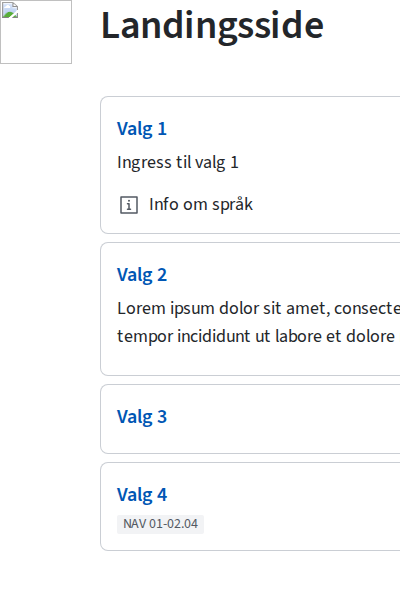 Landingsside
Valg 1
Ingress til valg 1
Info om språk
Valg 2
Lorem ipsum dolor sit amet,
tempor incididunt ut labore et dolore
Valg 3
Valg 4
NAV 01-02.04